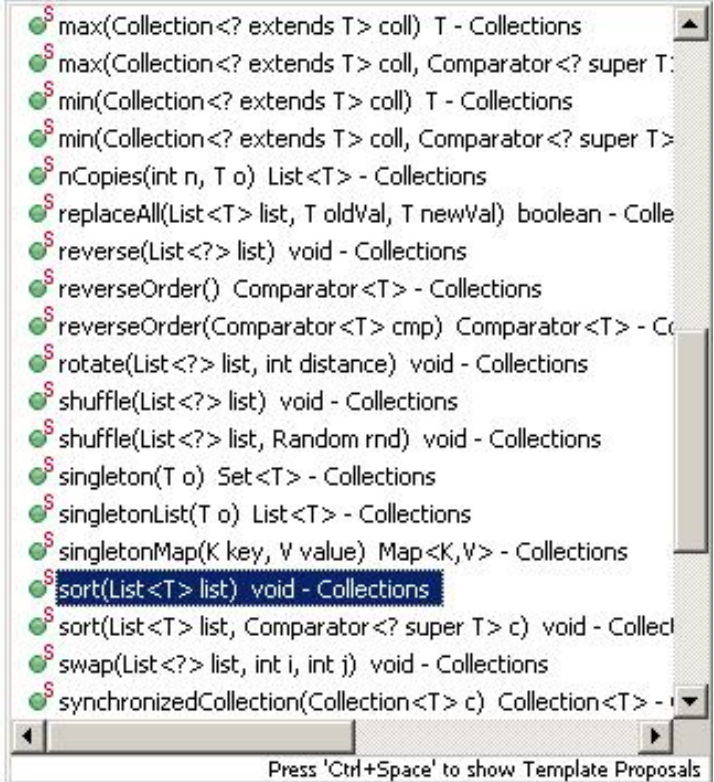 S max(Collection<? extends T> coll) T - Collections
S max(Collection<? extends T> coll, Comparator<? super T>
S min(Collection<? extends T> coll) T - Collections
S min(Collection<? extends T> coll, Comparator<? super T>
S nCopies(int n, T o) List<T> - Collections
S replaceAll(List<T> list, T oldVal, T newVal) boolean - Colle
S reverse(List<?> list) void - Collections
S reverseOrder() Comparator<T> - Collections
S reverseOrder(Comparator<T> cmp) Comparator<T> - Co
S rotate(List<?> list, int distance) void - Collections
S shuffle(List<?> list) void - Collections
S shuffle(List<?> list, Random rnd) void - Collections
S singleton(T o) Set<T> - Collections
S singletonList(T o) List<T> - Collections
S singletonMap(K key, V value) Map<K,V> - Collections
S sort(List<T> list) void - Collections
S sort(List<T> list, Comparator<? super T> c) void - Collect
S swap(List<?> list, int i, int j) void - Collections
S synchronizedCollection(Collection<T> c) Collection<T> -
Press 'Ctrl+Space' to show Template Proposals